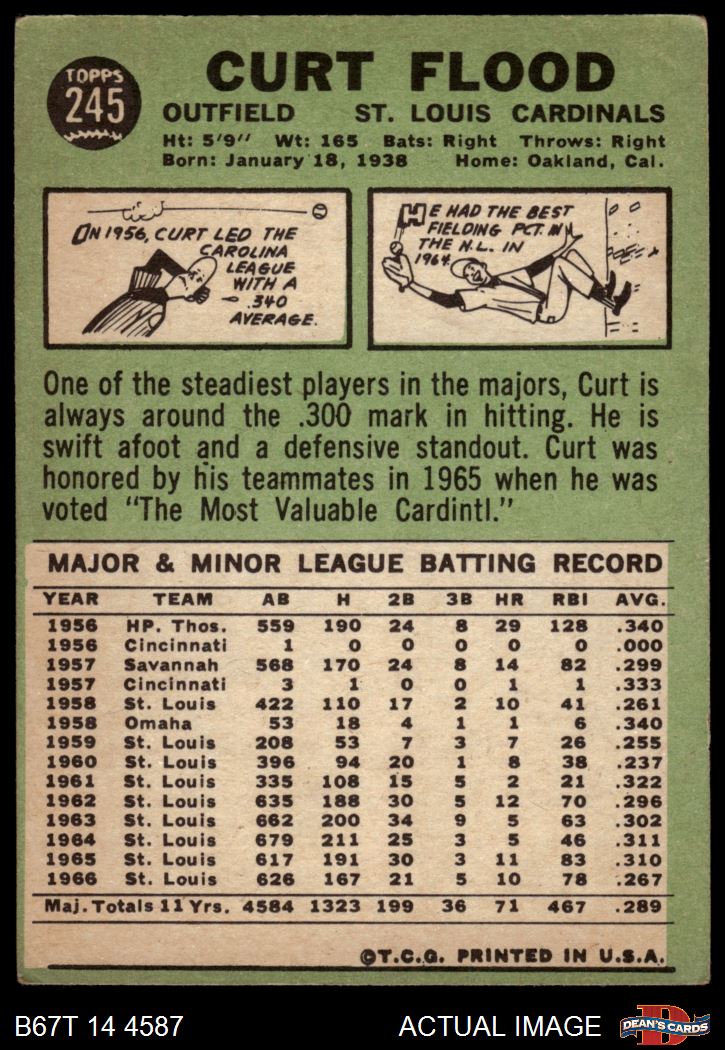 TOPPS
245
CURT FLOOD
OUTFIELD ST. LOUIS CARDINALS
Ht: 5'9" Wt: 165 Bats: Right Throws: Right
Born: January 18, 1938 Home: Oakland, Cal.
ON 1956, CURT LED THE
CAROLINA
LEAGUE
WITH A
.340
AVERAGE.
HE HAD THE BEST
FIELDING PCT. IN
THE N.L. IN
1964.
One of the steadiest players in the majors, Curt is
always around the .300 mark in hitting. He is
swift afoot and a defensive standout. Curt was
honored by his teammates in 1965 when he was
voted "The Most Valuable Cardintl."
MAJOR & MINOR LEAGUE BATTING RECORD
YEAR TEAM AB H 2B 3B HR RBI AVG.
1956 HP. Thos. 559 190 24 8 29 128 .340
1956 Cincinnati 1 0 0 0 0 0 .000
1957 Savannah 568 170 24 8 14 82 .299
1957 Cincinnati 3 1 0 0 1 1 .333
1958 St. Louis 422 110 17 2 10 41 .261
1958 Omaha 53 18 4 1 1 6 .340
1959 St. Louis 208 53 7 3 7 26 .255
1960 St. Louis 396 94 20 1 8 38 .237
1961 St. Louis 335 108 15 5 2 21 .322
1962 St. Louis 635 188 30 5 12 70 .296
1963 St. Louis 662 200 34 9 5 63 .302
1964 St. Louis 679 211 25 3 5 46 .311
1965 St. Louis 617 191 30 3 11 83 .310
1966 St. Louis 626 167 21 5 10 78 .267
Maj. Totals 11 Yrs. 4584 1323 199 36 71 467 .289
©T.C.G. PRINTED IN U.S.A.
B67T 14 4587 ACTUAL IMAGE
D
DEAN'S CARDS